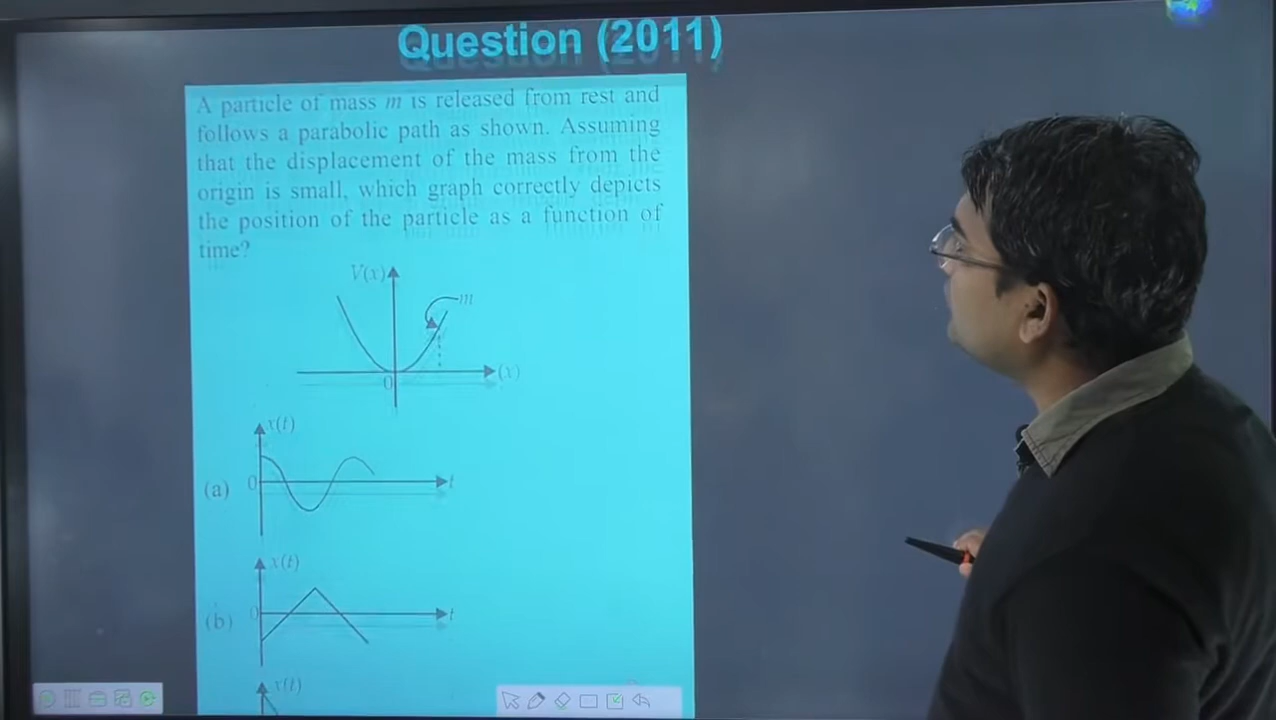 Question (2011)
A particle of mass m is released from rest and
follows a parabolic path as shown. Assuming
that the displacement of the mass from the
origin is small, which graph correctly depicts
the position of the particle as a function of
time?
V(x)
m
0
(x)
x(t)
(a)
0
t
x(t)
(b)
0
t
x(t)